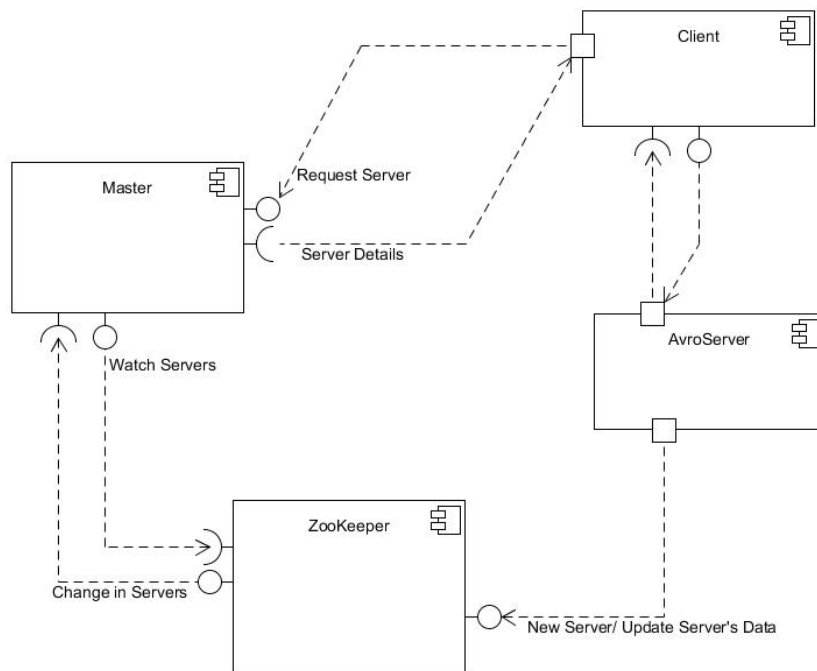 Client
Master
Request Server
Server Details
AvroServer
Watch Servers
ZooKeeper
Change in Servers
New Server/ Update Server's Data